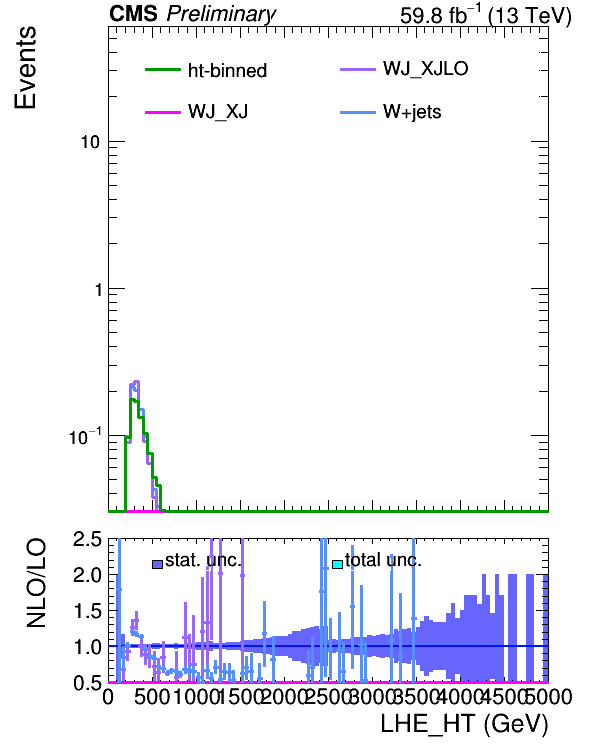 CMS Preliminary 59.8 fb⁻¹ (13 TeV)
Events
ht-binned WJ_XJLO
WJ_XJ W+jets
10
1
10⁻¹
NLO/LO
stat. unc. total unc.
2.5
2.0
1.5
1.0
0.5
0 500 1000 1500 2000 2500 3000 3500 4000 4500 5000
LHE_HT (GeV)